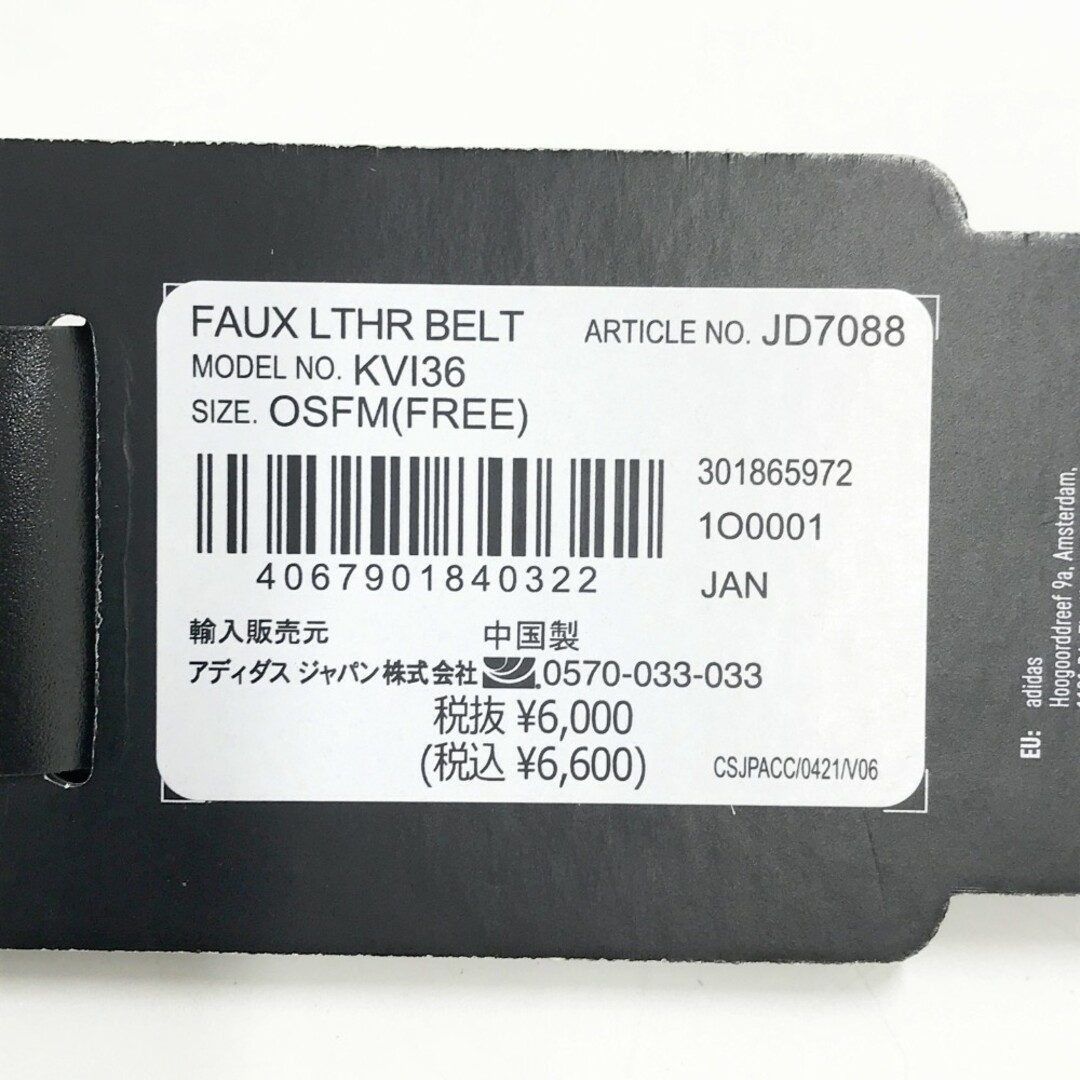 FAUX LTHR BELT ARTICLE NO. JD7088
MODEL NO. KVI36
SIZE. OSFM(FREE)
301865972
1O0001
4067901840322 JAN
輸入販売元 中国製
アディダス ジャパン株式会社 0570-033-033
税抜 ¥6,000
(税込 ¥6,600)
CSJPACC/0421/V06
EU: adidas
Hoogoorddreef 9a, Amsterdam,